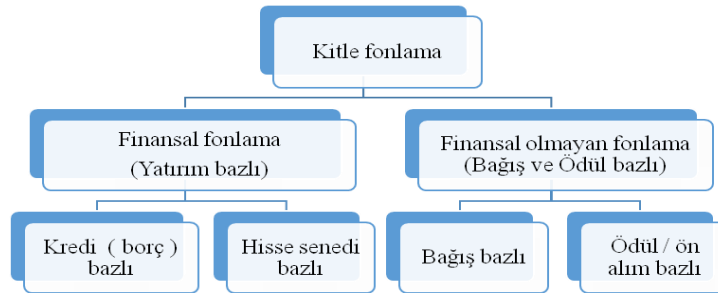 Kitle fonlama
Finansal fonlama
(Yatırım bazlı)
Finansal olmayan fonlama
(Bağış ve Ödül bazlı)
Kredi ( borç )
bazlı
Hisse senedi
bazlı
Bağış bazlı
Ödül / ön
alım bazlı